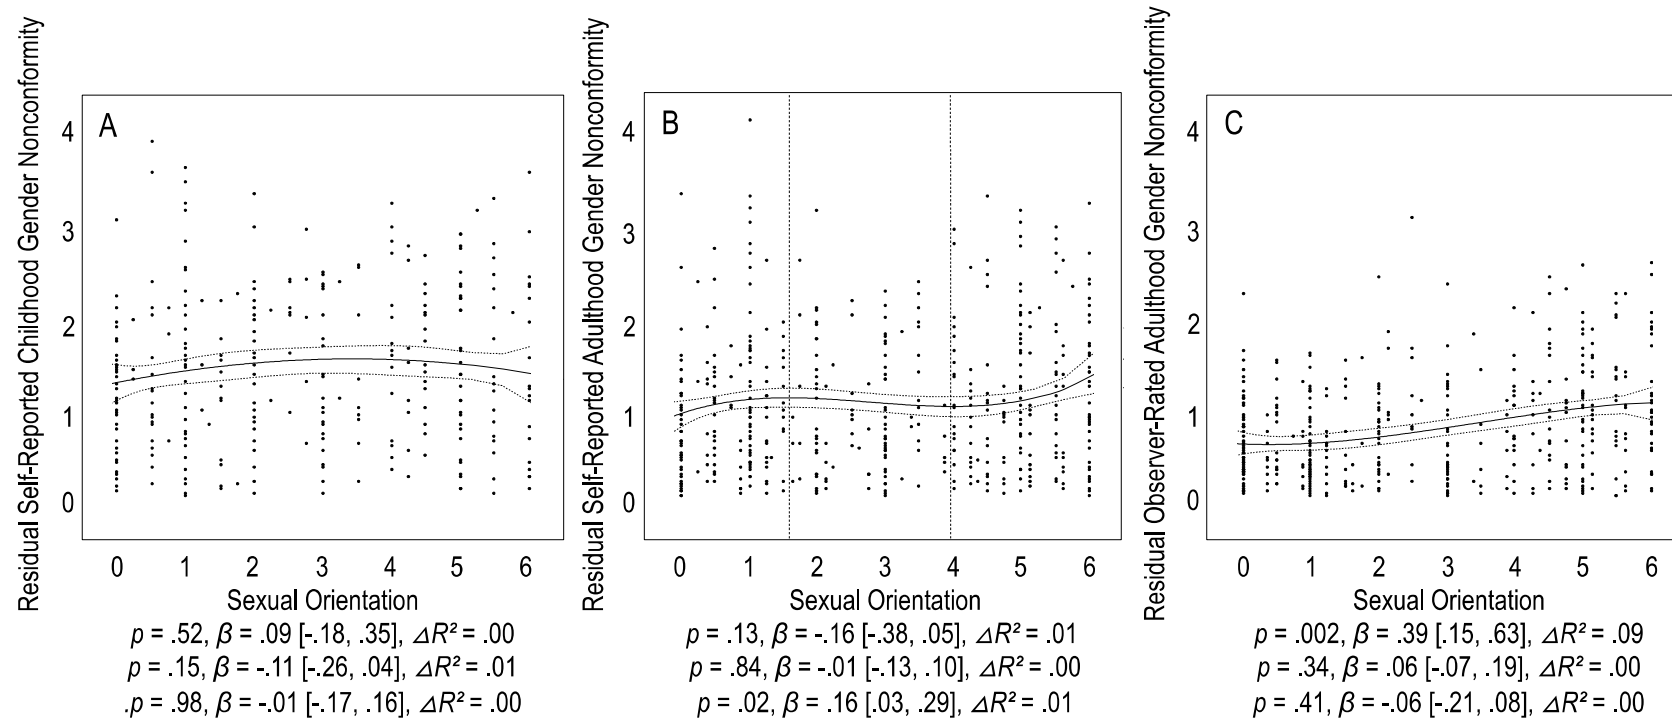 Residual Self-Reported Childhood Gender Nonconformity
A
4
3
2
1
0
0 1 2 3 4 5 6
Sexual Orientation
p = .52, β = .09 [-.18, .35], ΔR² = .00
p = .15, β = -.11 [-.26, .04], ΔR² = .01
.p = .98, β = -.01 [-.17, .16], ΔR² = .00
Residual Self-Reported Adulthood Gender Nonconformity
B
4
3
2
1
0
0 1 2 3 4 5 6
Sexual Orientation
p = .13, β = -.16 [-.38, .05], ΔR² = .01
p = .84, β = -.01 [-.13, .10], ΔR² = .00
p = .02, β = .16 [.03, .29], ΔR² = .01
Residual Observer-Rated Adulthood Gender Nonconformity
C
4
3
2
1
0
0 1 2 3 4 5 6
Sexual Orientation
p = .002, β = .39 [.15, .63], ΔR² = .09
p = .34, β = .06 [-.07, .19], ΔR² = .00
p = .41, β = -.06 [-.21, .08], ΔR² = .00